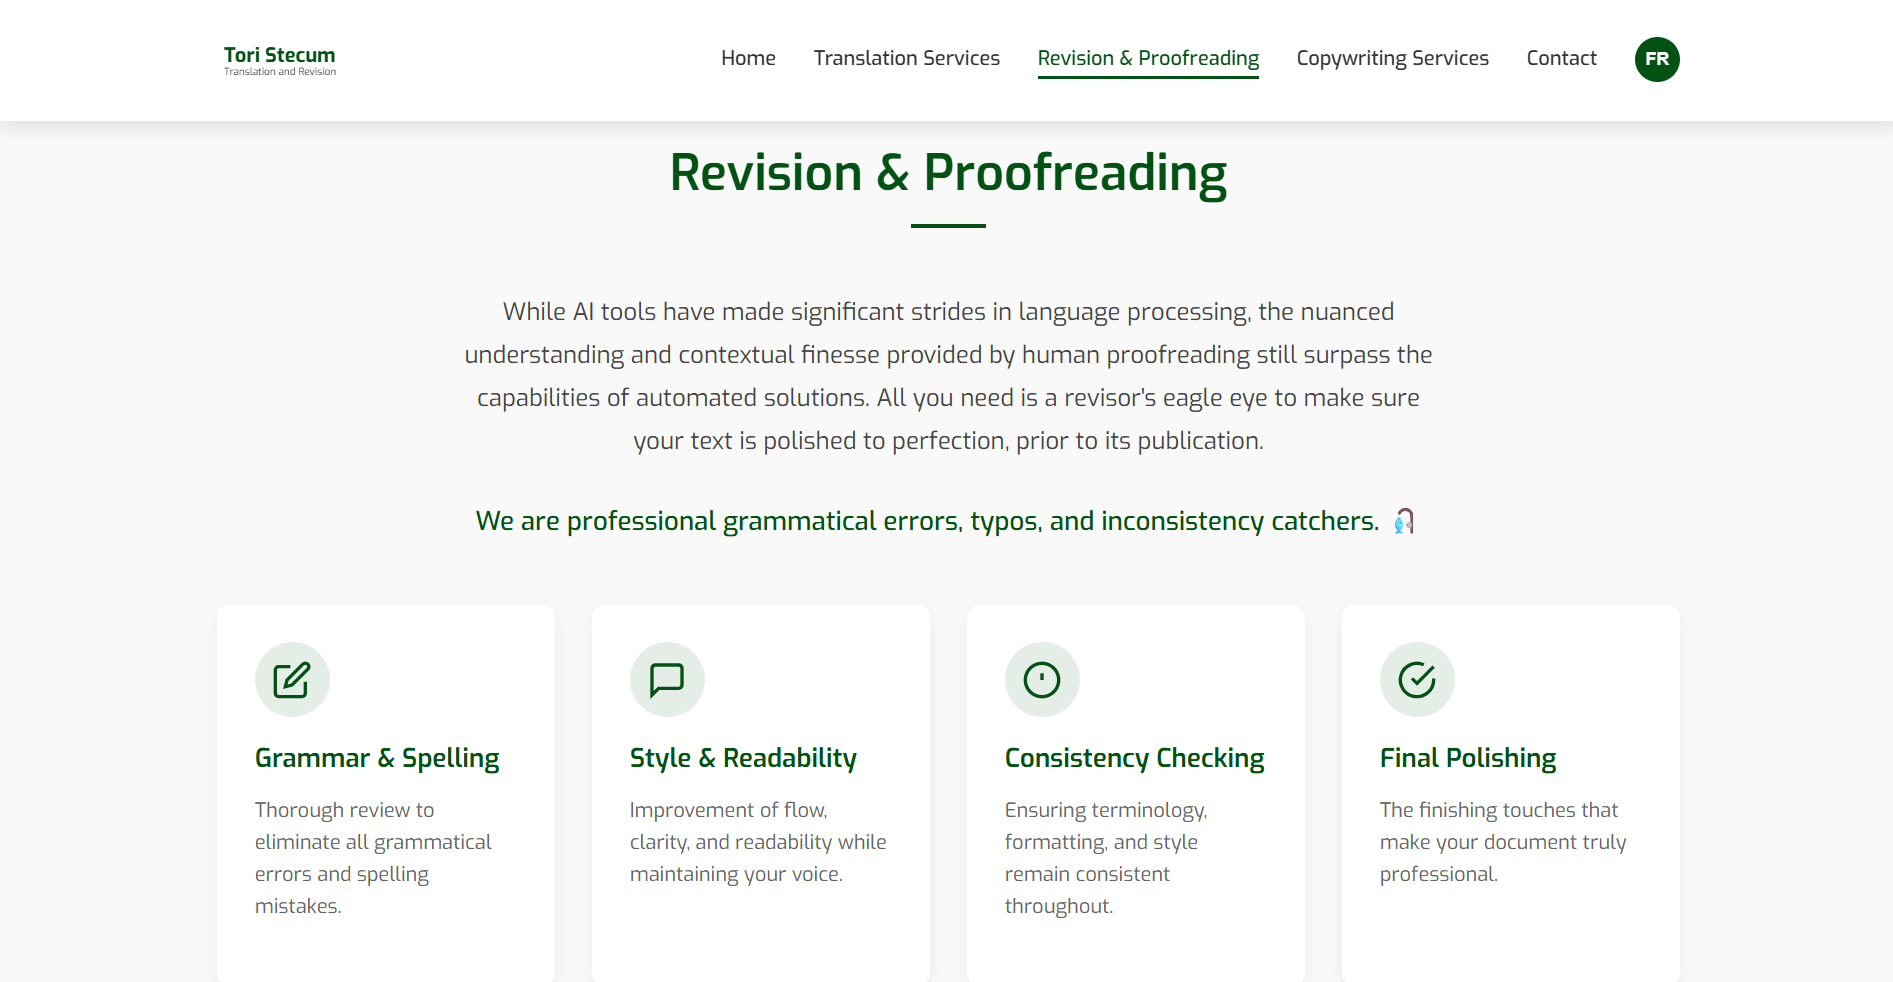 Tori Stecum
Translation and Revision
Home
Translation Services
Revision & Proofreading
Copywriting Services
Contact
FR
Revision & Proofreading
While AI tools have made significant strides in language processing, the nuanced
understanding and contextual finesse provided by human proofreading still surpass the
capabilities of automated solutions. All you need is a revisor's eagle eye to make sure
your text is polished to perfection, prior to its publication.
We are professional grammatical errors, typos, and inconsistency catchers. 🎣
Grammar & Spelling
Thorough review to
eliminate all grammatical
errors and spelling
mistakes.
Style & Readability
Improvement of flow,
clarity, and readability while
maintaining your voice.
Consistency Checking
Ensuring terminology,
formatting, and style
remain consistent
throughout.
Final Polishing
The finishing touches that
make your document truly
professional.